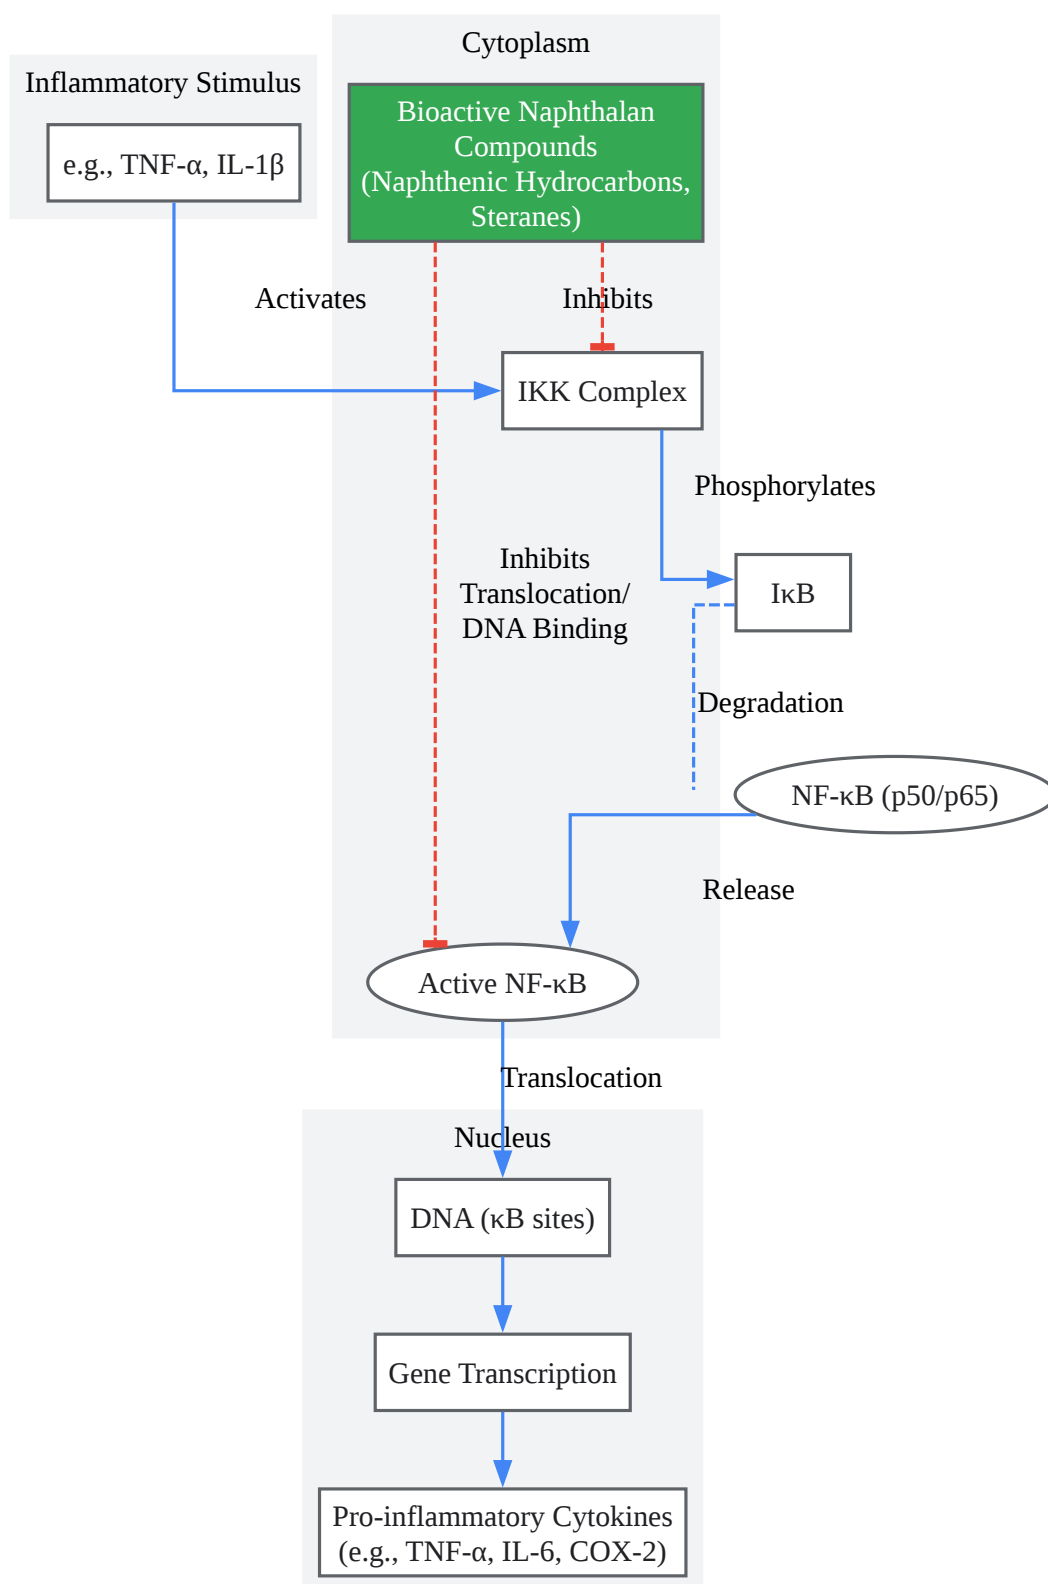 Cytoplasm
Inflammatory Stimulus
e.g., TNF-α, IL-1β
Bioactive Naphthalan
Compounds
(Naphthenic Hydrocarbons,
Steranes)
Activates
Inhibits
IKK Complex
Phosphorylates
Inhibits
Translocation/
DNA Binding
IκB
Degradation
NF-κB (p50/p65)
Release
Active NF-κB
Translocation
Nucleus
DNA (κB sites)
Gene Transcription
Pro-inflammatory Cytokines
(e.g., TNF-α, IL-6, COX-2)